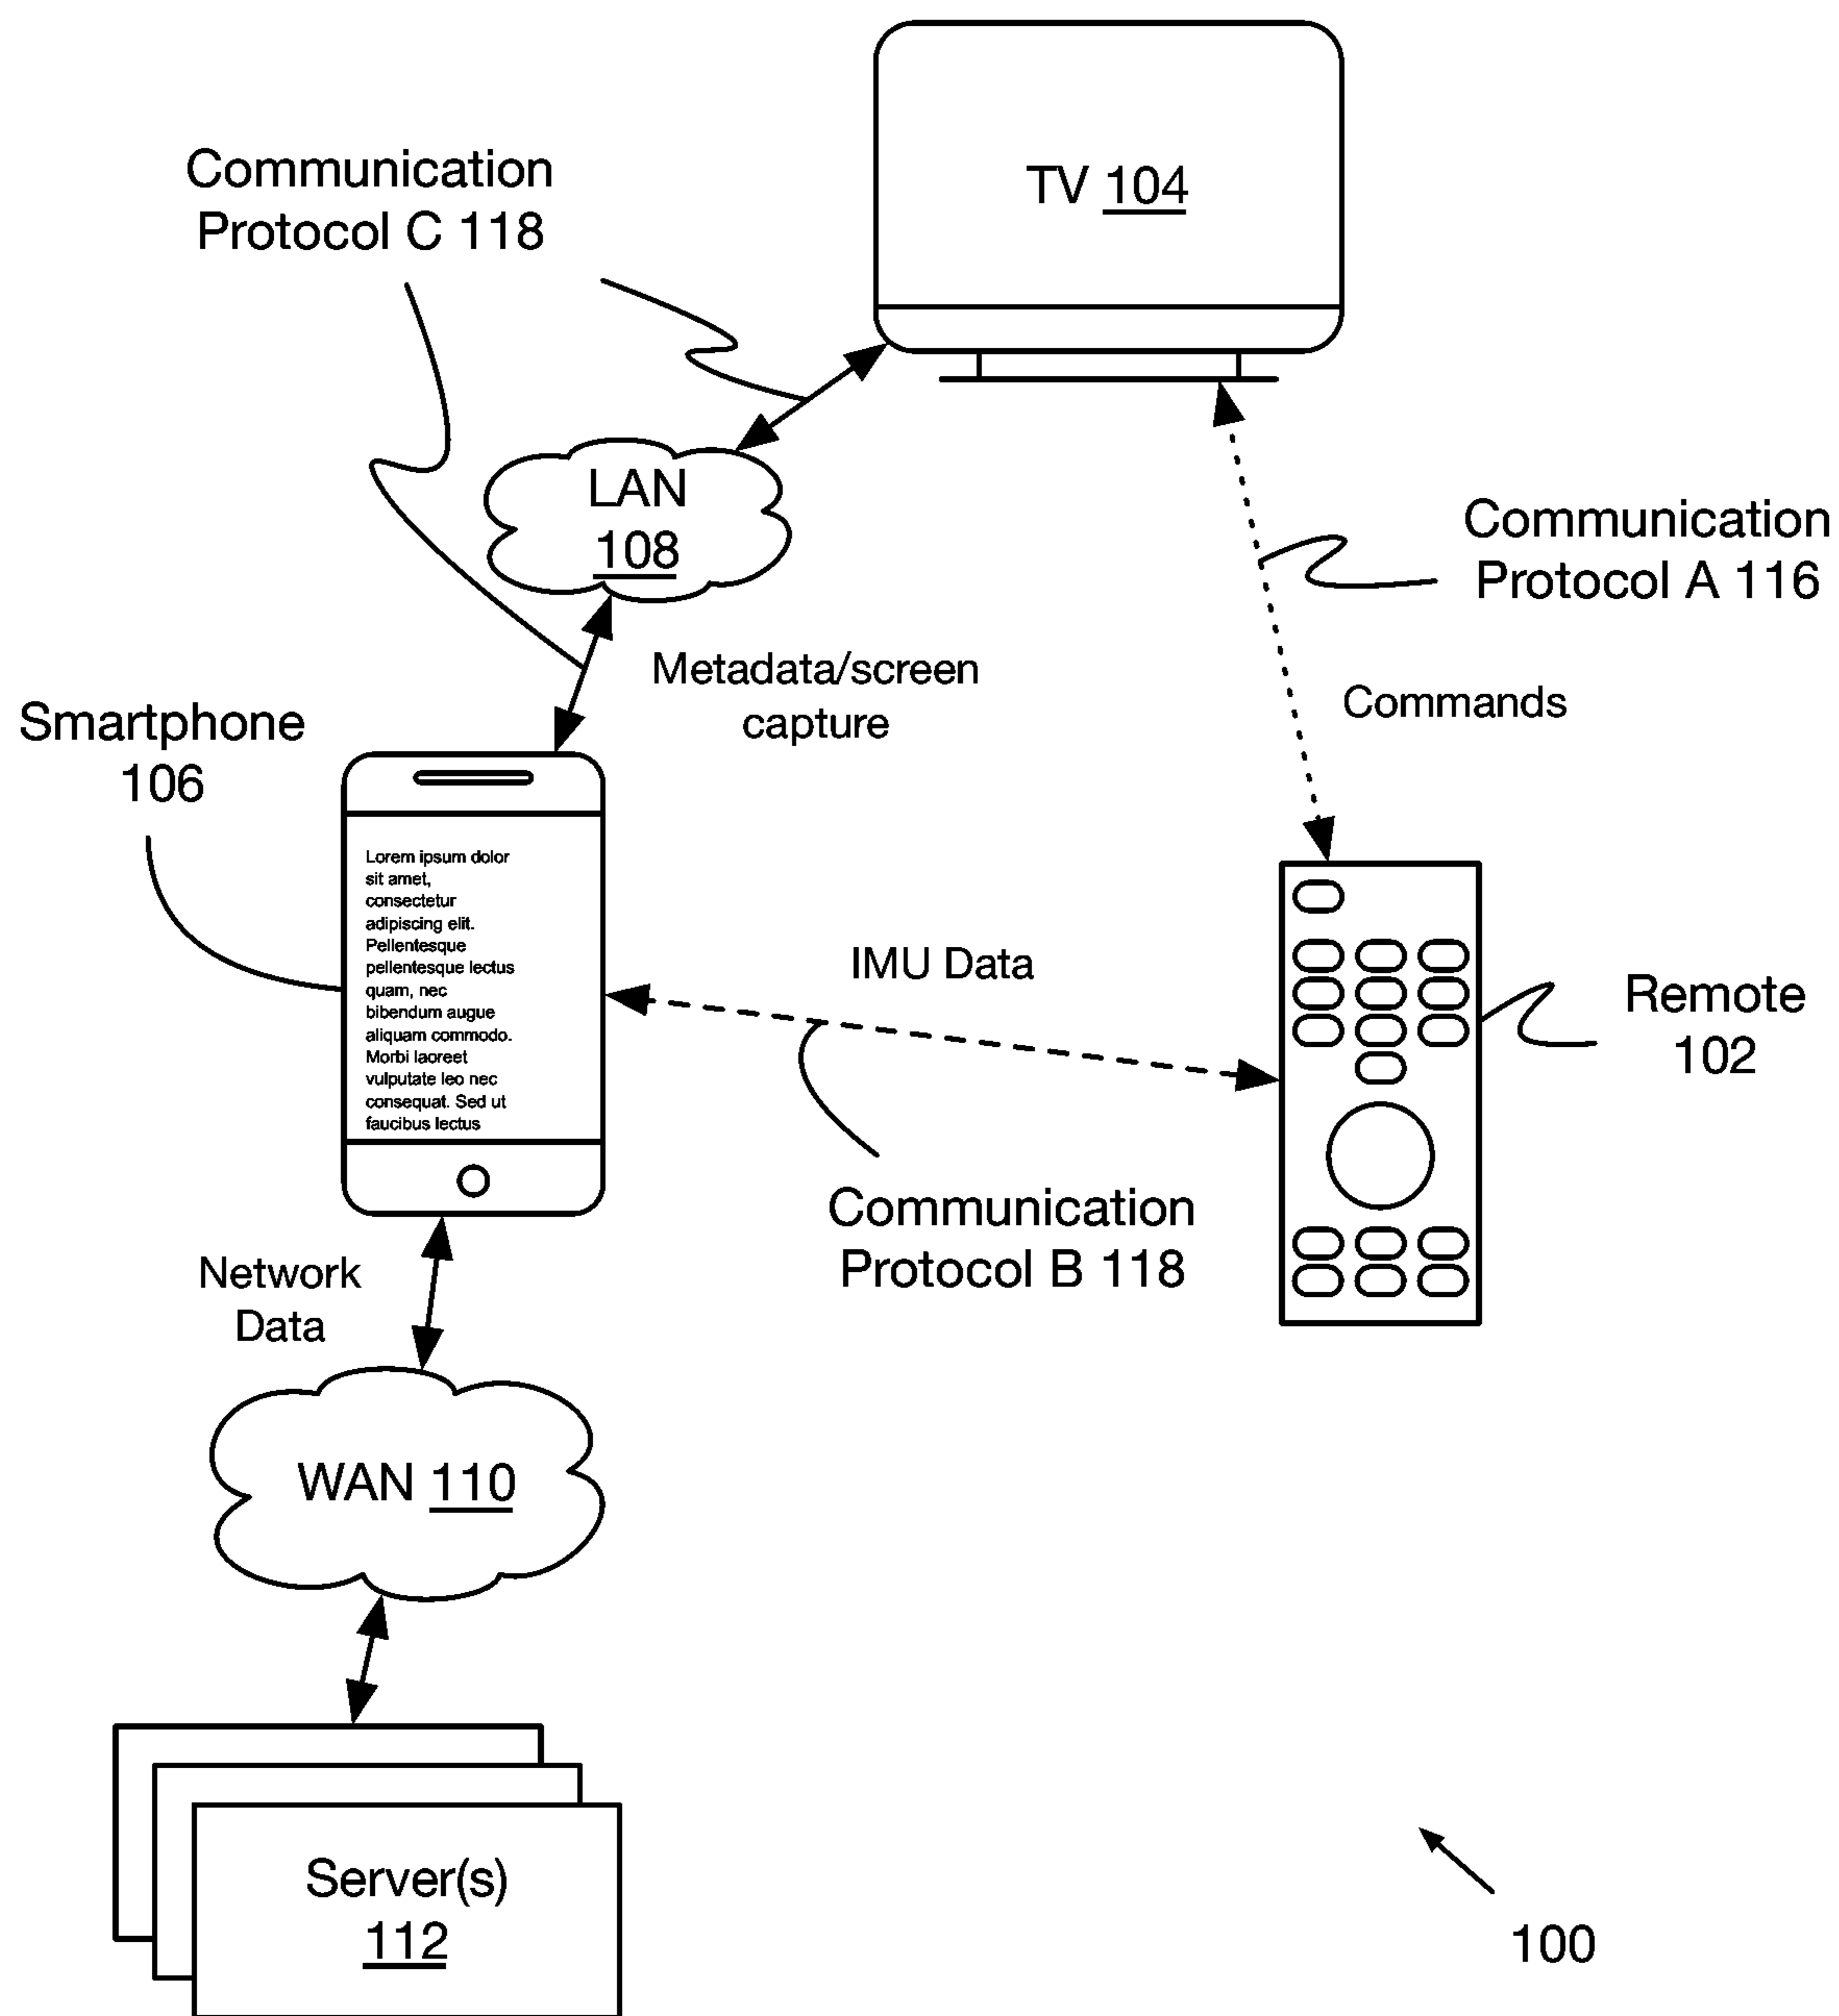 TV 104
Communication
Protocol C 118
LAN
108
Communication
Protocol A 116
Metadata/screen
capture
Commands
Smartphone
106
Lorem ipsum dolor
sit amet,
consectetur
adipiscing elit.
Pellentesque
pellentesque lectus
quam, nec
bibendum augue
aliquam commodo.
Morbi laoreet
vulputate leo nec
consequat. Sed ut
faucibus lectus
IMU Data
Remote
102
Communication
Protocol B 118
Network
Data
WAN 110
Server(s)
112
100